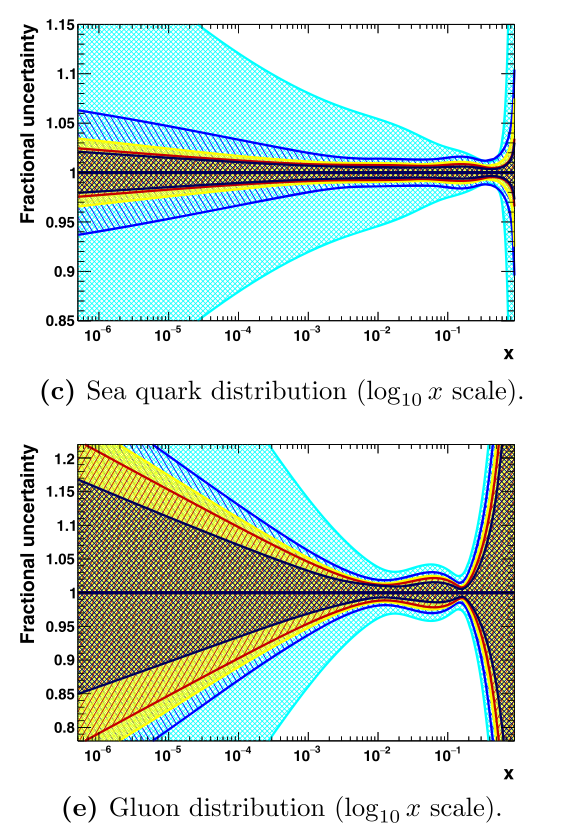 Fractional uncertainty
1.15
1.1
1.05
1
0.95
0.9
0.85
10⁻⁶ 10⁻⁵ 10⁻⁴ 10⁻³ 10⁻² 10⁻¹
x
(c) Sea quark distribution (log₁₀ x scale).
Fractional uncertainty
1.2
1.15
1.1
1.05
1
0.95
0.9
0.85
0.8
10⁻⁶ 10⁻⁵ 10⁻⁴ 10⁻³ 10⁻² 10⁻¹
x
(e) Gluon distribution (log₁₀ x scale).